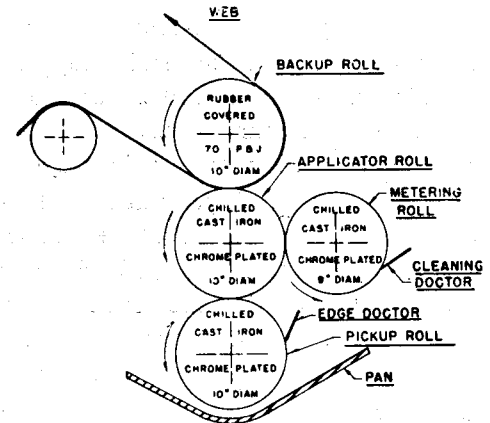 WEB
BACKUP ROLL
RUBBER
COVERED
70 P&J
10" DIAM
APPLICATOR ROLL
METERING
ROLL
CHILLED
CAST IRON
CHROME PLATED
10" DIAM
CHILLED
CAST IRON
CHROME PLATED
9" DIAM.
CLEANING
DOCTOR
EDGE DOCTOR
CHILLED
CAST IRON
CHROME PLATED
10" DIAM
PICKUP ROLL
PAN